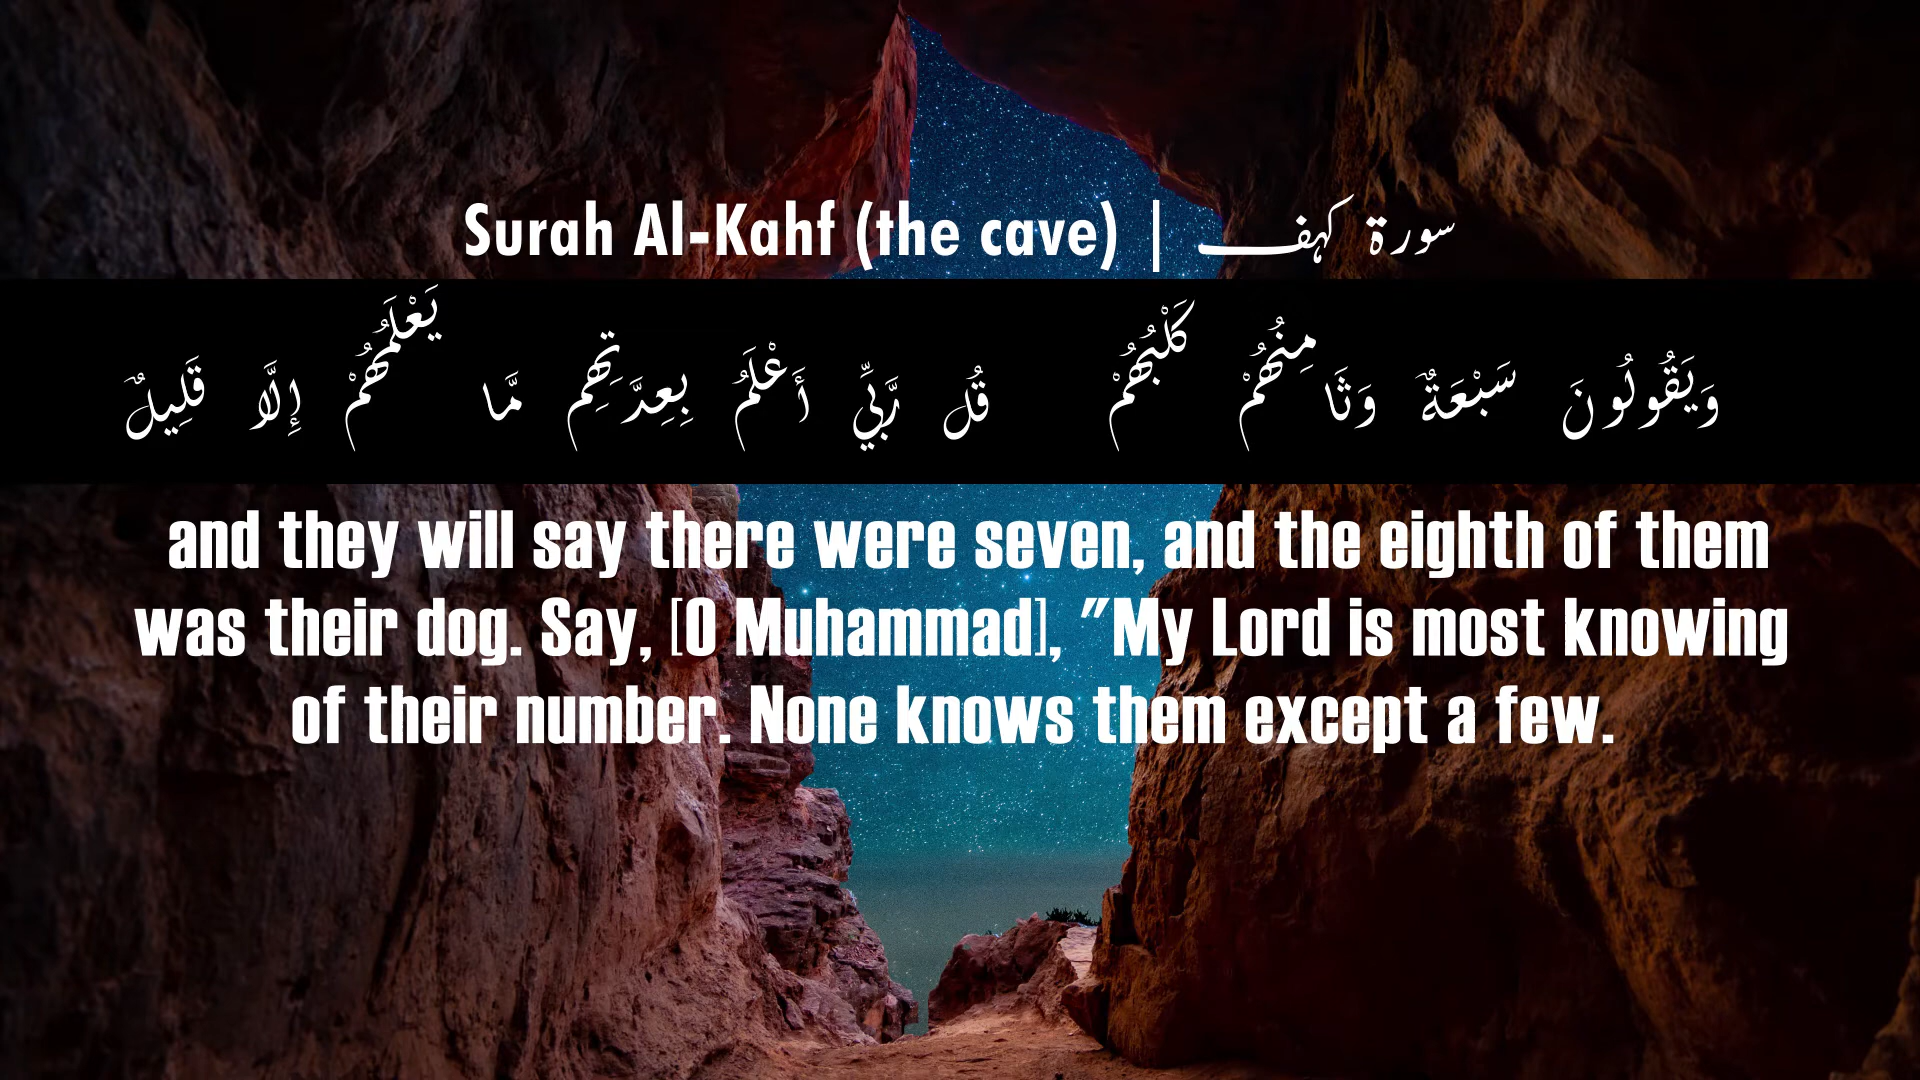 Surah Al-Kahf (the cave) | سورة کہف
وَيَقُولُونَ سَبْعَةٌ وَثَامِنُهُمْ كَلْبُهُمْ قُل رَّبِّي أَعْلَمُ بِعِدَّتِهِم مَّا يَعْلَمُهُمْ إِلَّا قَلِيلٌ
and they will say there were seven, and the eighth of them
was their dog. Say, [O Muhammad], "My Lord is most knowing
of their number. None knows them except a few.